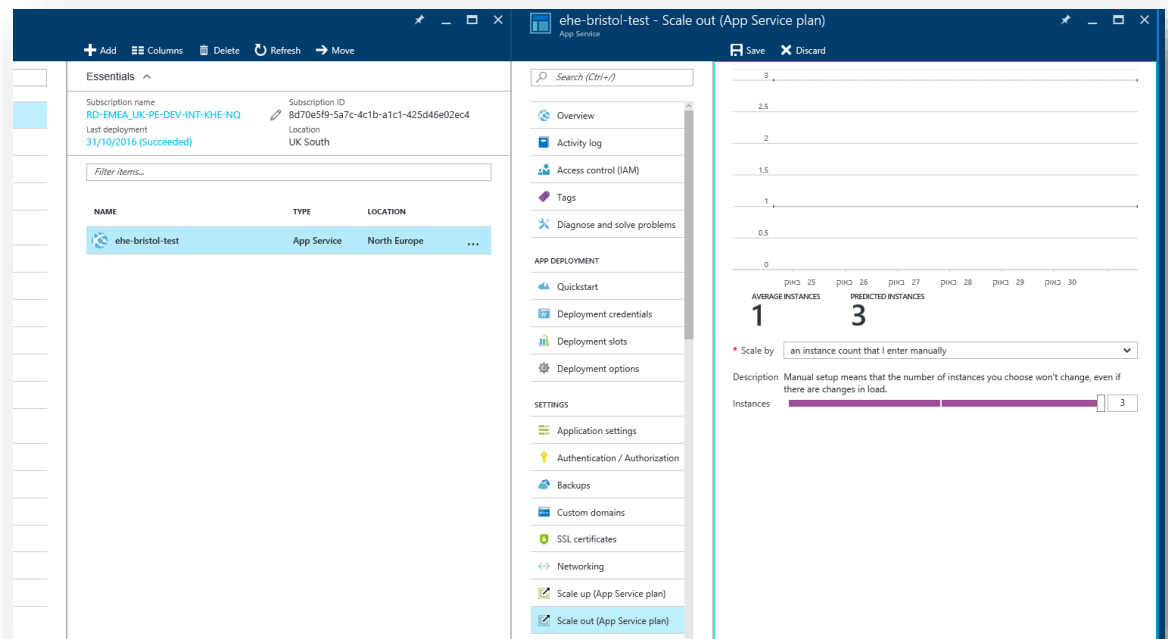 ehe-bristol-test - Scale out (App Service plan)
App Service
Add Columns Delete Refresh Move
Save Discard
Essentials
Subscription name Subscription ID
RD-EMEA_UK-PE-DEV-INT-KHE-NQ 8d70e5f9-5a7c-4c1b-a1c1-425d46e02ec4
Last deployment Location
31/10/2016 (Succeeded) UK South
Filter items...
NAME TYPE LOCATION
ehe-bristol-test App Service North Europe ...
Search (Ctrl+/)
Overview
Activity log
Access control (IAM)
Tags
Diagnose and solve problems
APP DEPLOYMENT
Quickstart
Deployment credentials
Deployment slots
Deployment options
SETTINGS
Application settings
Authentication / Authorization
Backups
Custom domains
SSL certificates
Networking
Scale up (App Service plan)
Scale out (App Service plan)
3
2.5
2
1.5
1
0.5
0
25 באוק 26 באוק 27 באוק 28 באוק 29 באוק 30 באוק
AVERAGE INSTANCES PREDICTED INSTANCES
1 3
* Scale by an instance count that I enter manually
Description Manual setup means that the number of instances you choose won't change, even if
there are changes in load.
Instances 3